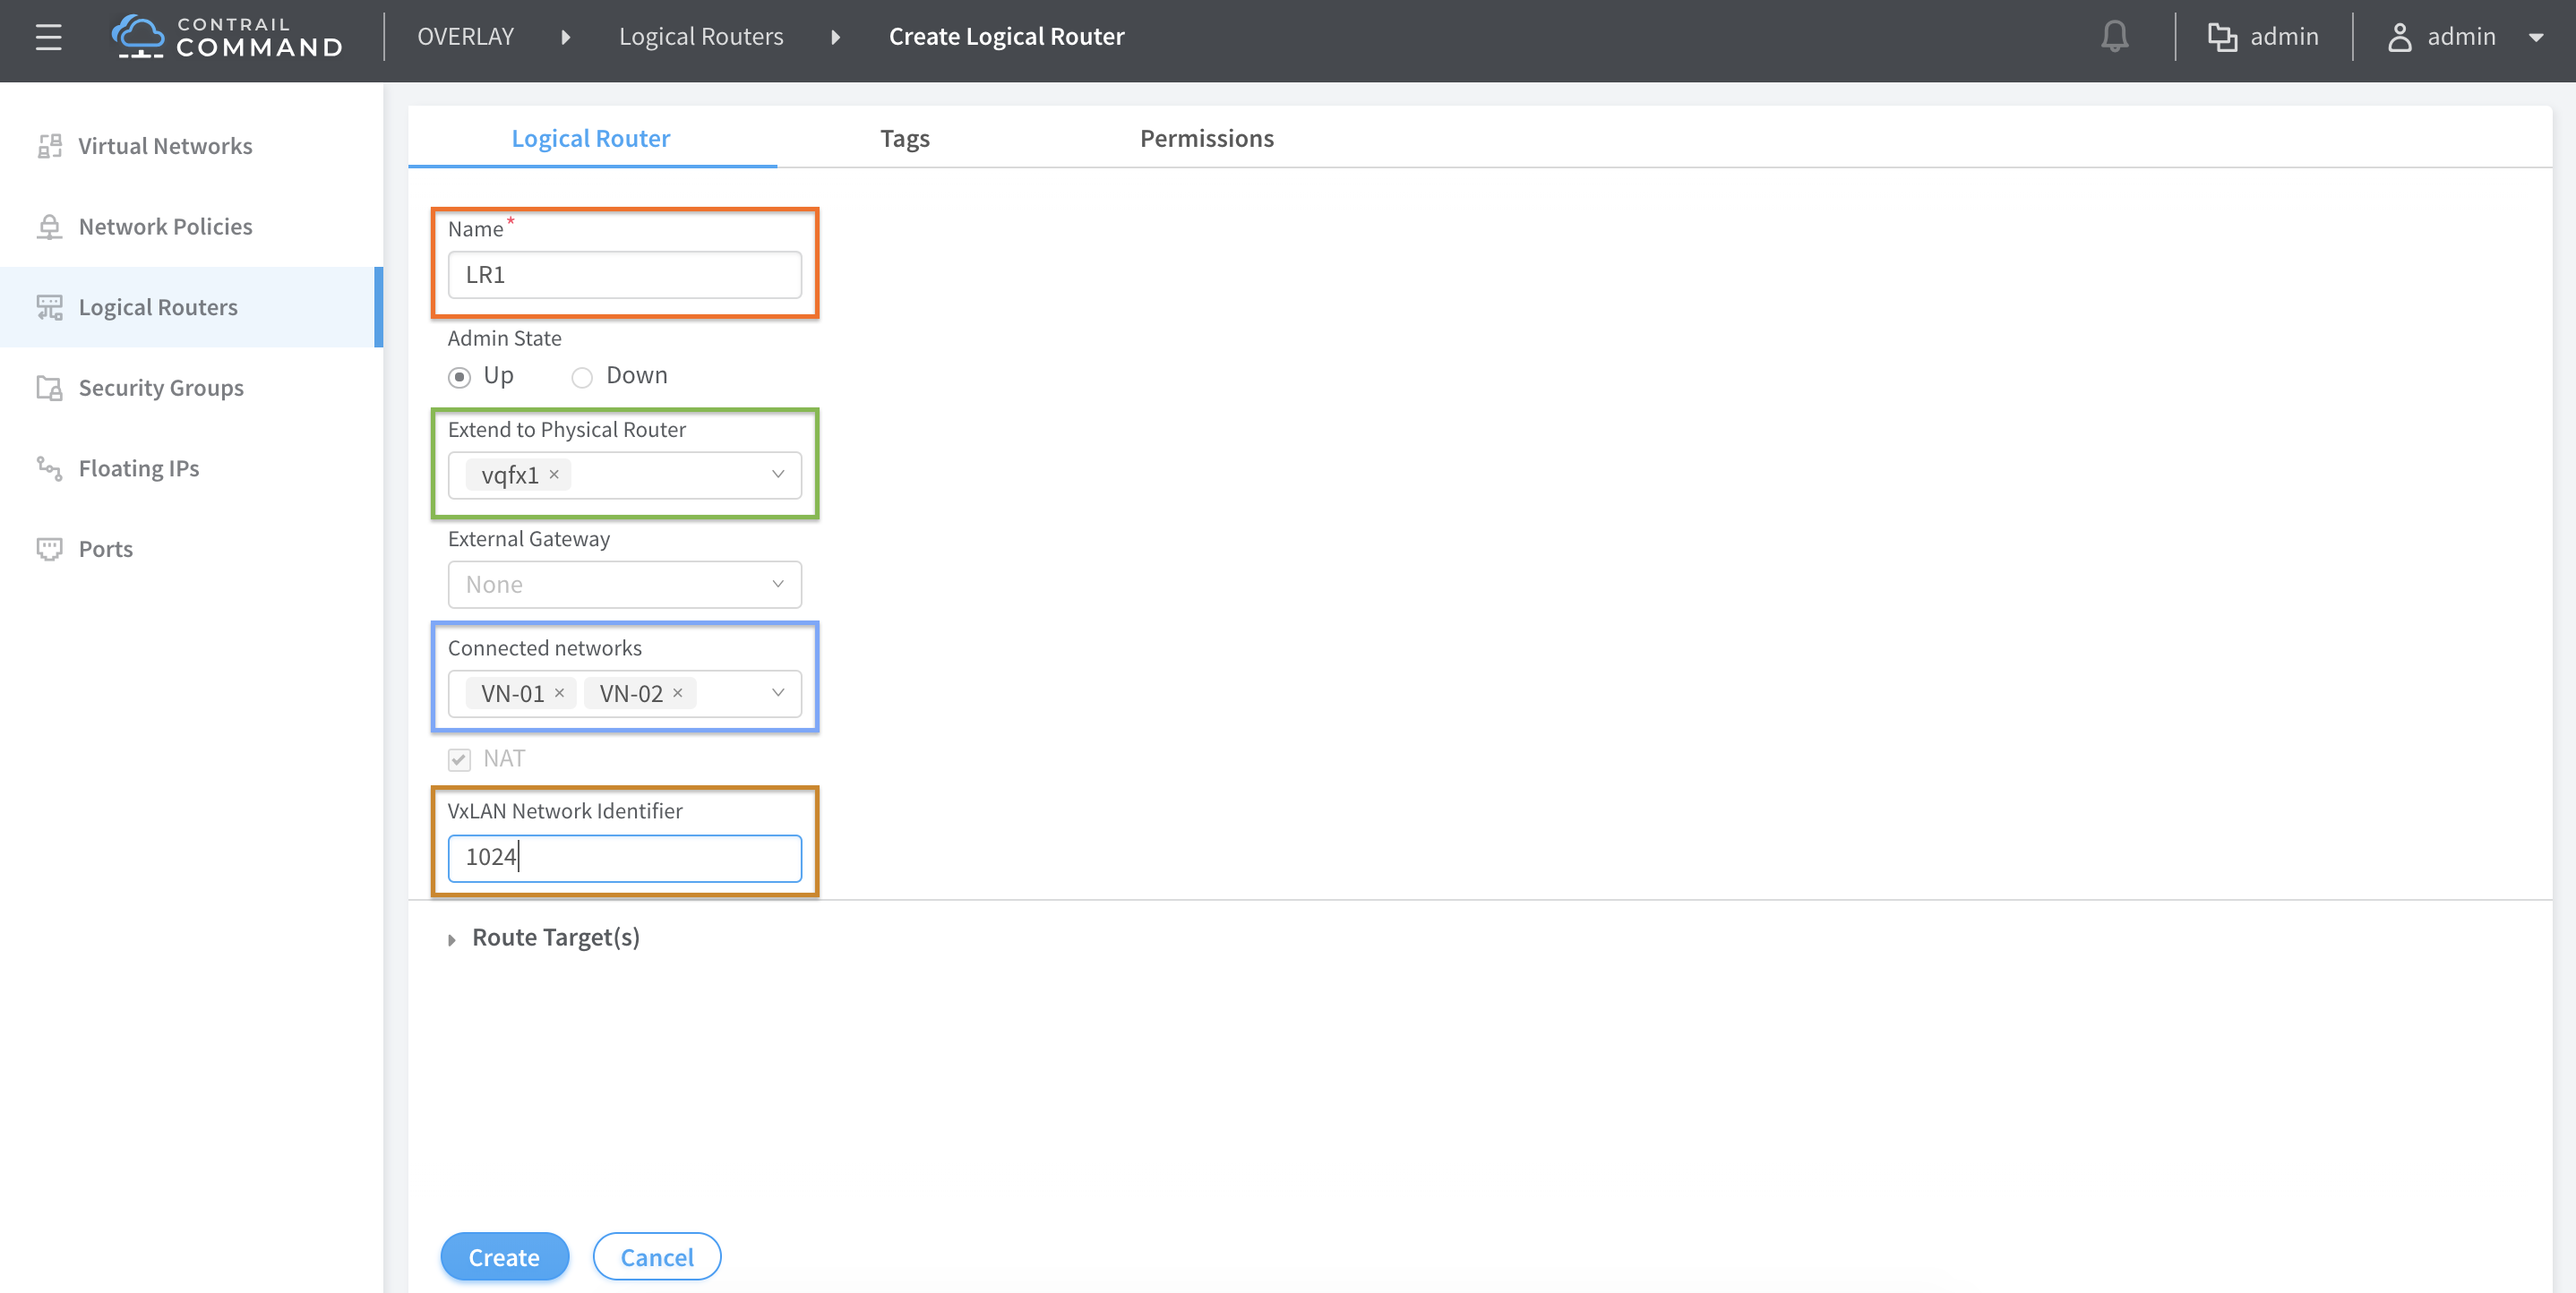 CONTRAIL
COMMAND
OVERLAY Logical Routers Create Logical Router
admin
admin
Virtual Networks
Network Policies
Logical Routers
Security Groups
Floating IPs
Ports
Logical Router Tags Permissions
Name*
LR1
Admin State
Up Down
Extend to Physical Router
vqfx1 ×
External Gateway
None
Connected networks
VN-01 × VN-02 ×
NAT
VxLAN Network Identifier
1024
Route Target(s)
Create Cancel